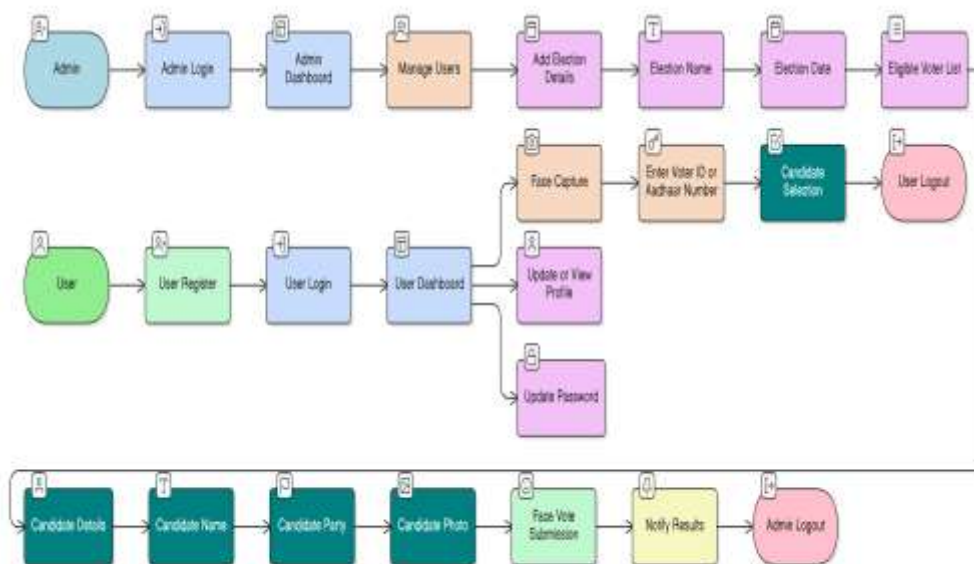 Admin
Admin Login
Admin
Dashboard
Manage Users
Add Election
Details
Election Name
Election Date
Eligible Voter List
Face Capture
Enter Voter ID or
Aadhaar Number
Candidate
Selection
User Logout
User
User Register
User Login
User Dashboard
Update or View
Profile
Update Password
Candidate Details
Candidate Name
Candidate Party
Candidate Photo
Face Vote
Submission
Notify Results
Admin Logout